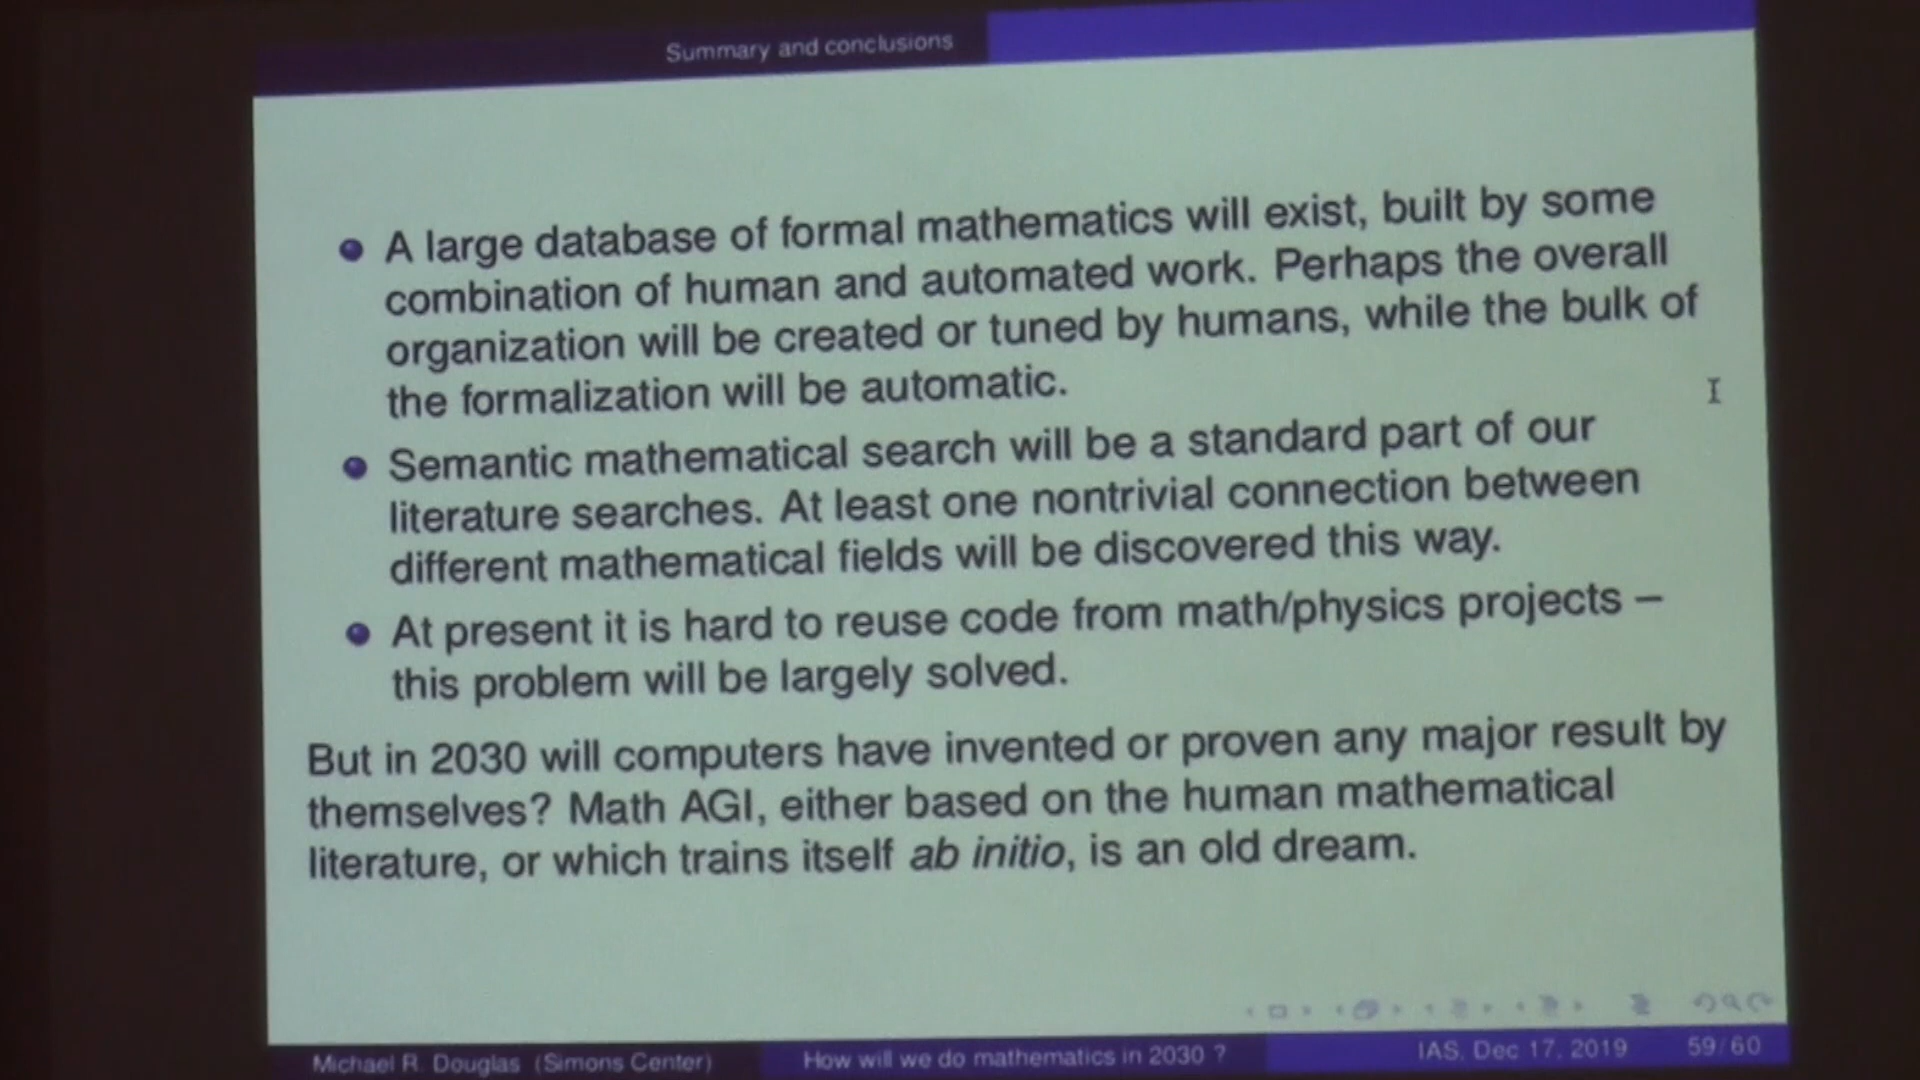 Summary and conclusions
A large database of formal mathematics will exist, built by some
combination of human and automated work. Perhaps the overall
organization will be created or tuned by humans, while the bulk of
the formalization will be automatic.
Semantic mathematical search will be a standard part of our
literature searches. At least one nontrivial connection between
different mathematical fields will be discovered this way.
At present it is hard to reuse code from math/physics projects –
this problem will be largely solved.
But in 2030 will computers have invented or proven any major result by
themselves? Math AGI, either based on the human mathematical
literature, or which trains itself ab initio, is an old dream.
Michael R. Douglas (Simons Center) How will we do mathematics in 2030 ? IAS, Dec 17, 2019 59/60